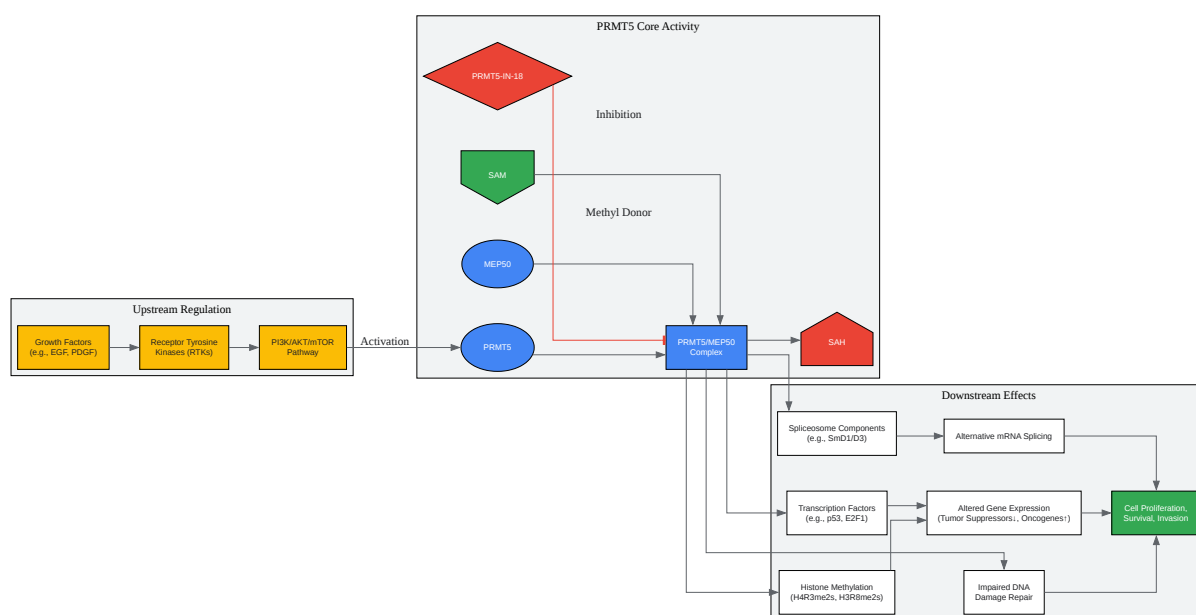 PRMT5 Core Activity
PRMT5-IN-18
Inhibition
SAM
Methyl Donor
MEP50
Upstream Regulation
Growth Factors
(e.g., EGF, PDGF)
Receptor Tyrosine
Kinases (RTKs)
PI3K/AKT/mTOR
Pathway
Activation
PRMT5
PRMT5/MEP50
Complex
SAH
Downstream Effects
Spliceosome Components
(e.g., SmD1/D3)
Alternative mRNA Splicing
Transcription Factors
(e.g., p53, E2F1)
Altered Gene Expression
(Tumor Suppressors↓, Oncogenes↑)
Cell Proliferation,
Survival, Invasion
Histone Methylation
(H4R3me2s, H3R8me2s)
Impaired DNA
Damage Repair